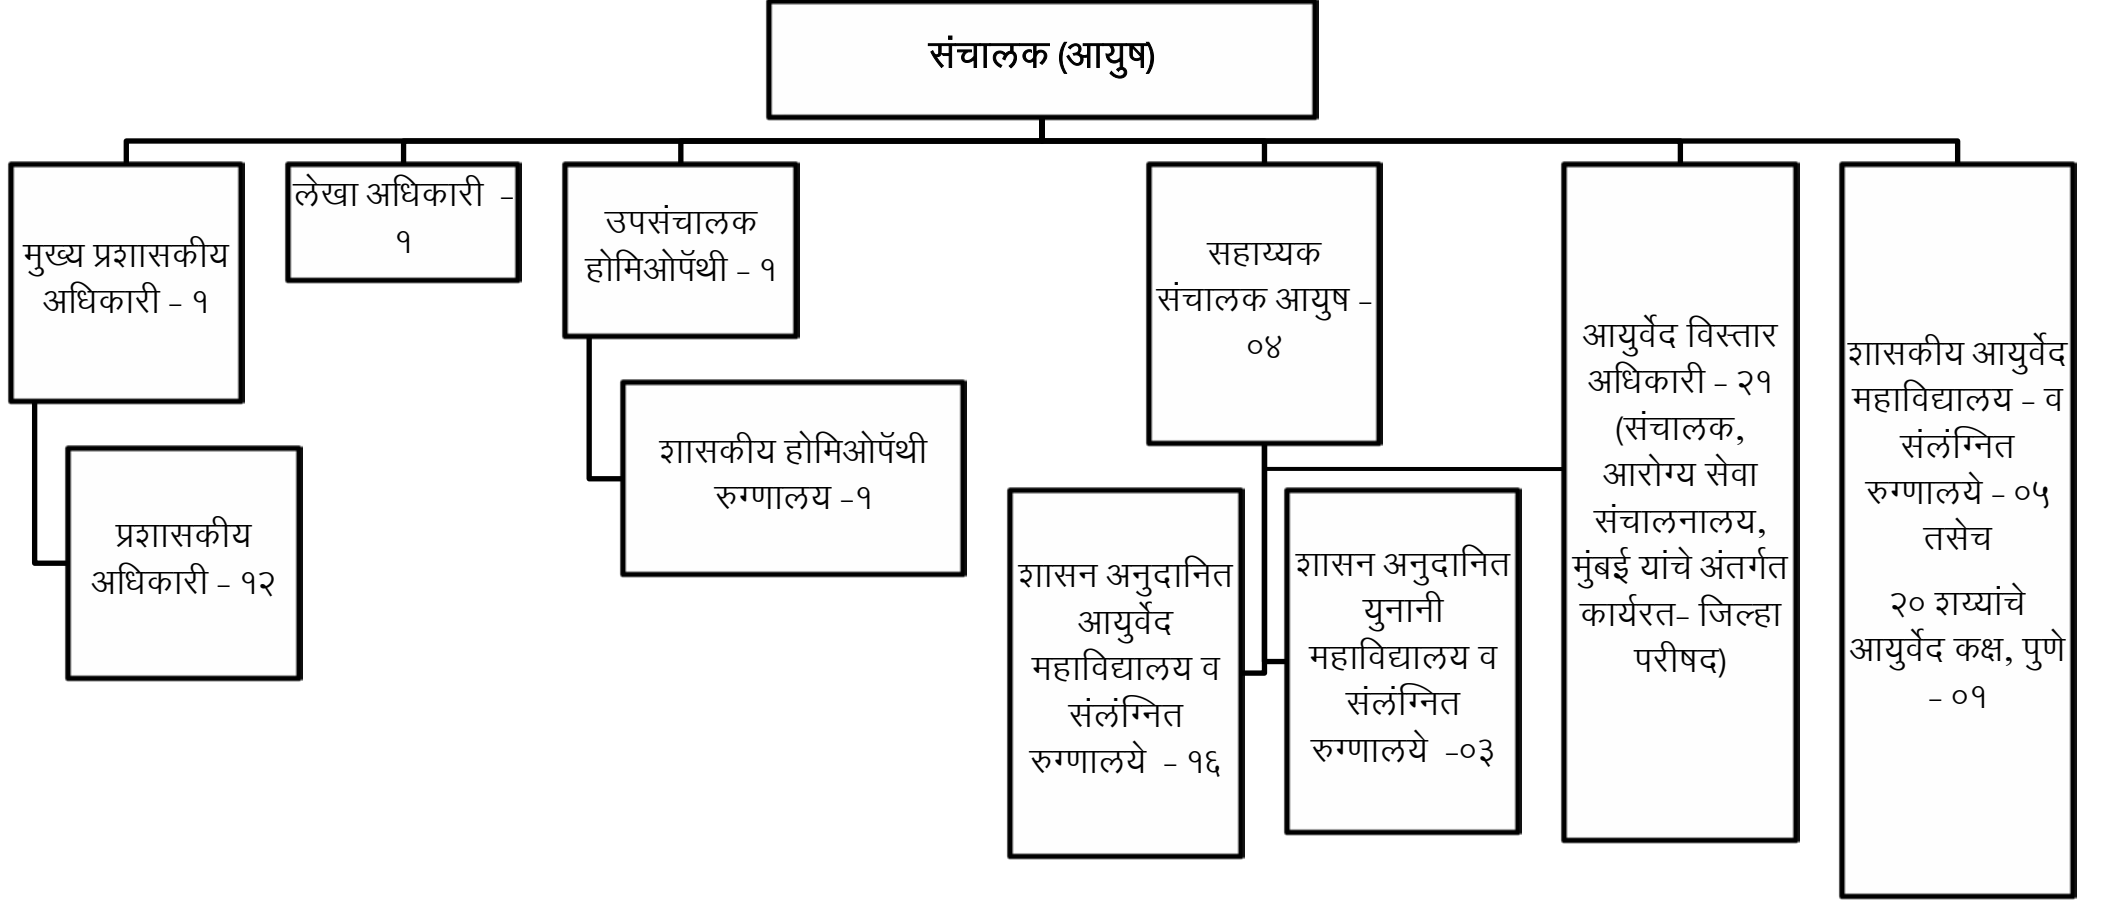 संचालक (आयुष)
मुख्य प्रशासकीय
अधिकारी - १
लेखा अधिकारी -
१
उपसंचालक
होमिओपॅथी - १
सहाय्यक
संचालक आयुष -
०४
आयुर्वेद विस्तार
अधिकारी - २१
(संचालक,
आरोग्य सेवा
संचालनालय,
मुंबई यांचे अंतर्गत
कार्यरत- जिल्हा
परीषद)
शासकीय आयुर्वेद
महाविद्यालय - व
संलंग्नित
रुग्णालये - ०५
तसेच
२० शय्यांचे
आयुर्वेद कक्ष, पुणे
- ०१
प्रशासकीय
अधिकारी - १२
शासकीय होमिओपॅथी
रुग्णालय -१
शासन अनुदानित
आयुर्वेद
महाविद्यालय व
संलंग्नित
रुग्णालये - १६
शासन अनुदानित
युनानी
महाविद्यालय व
संलंग्नित
रुग्णालये -०३